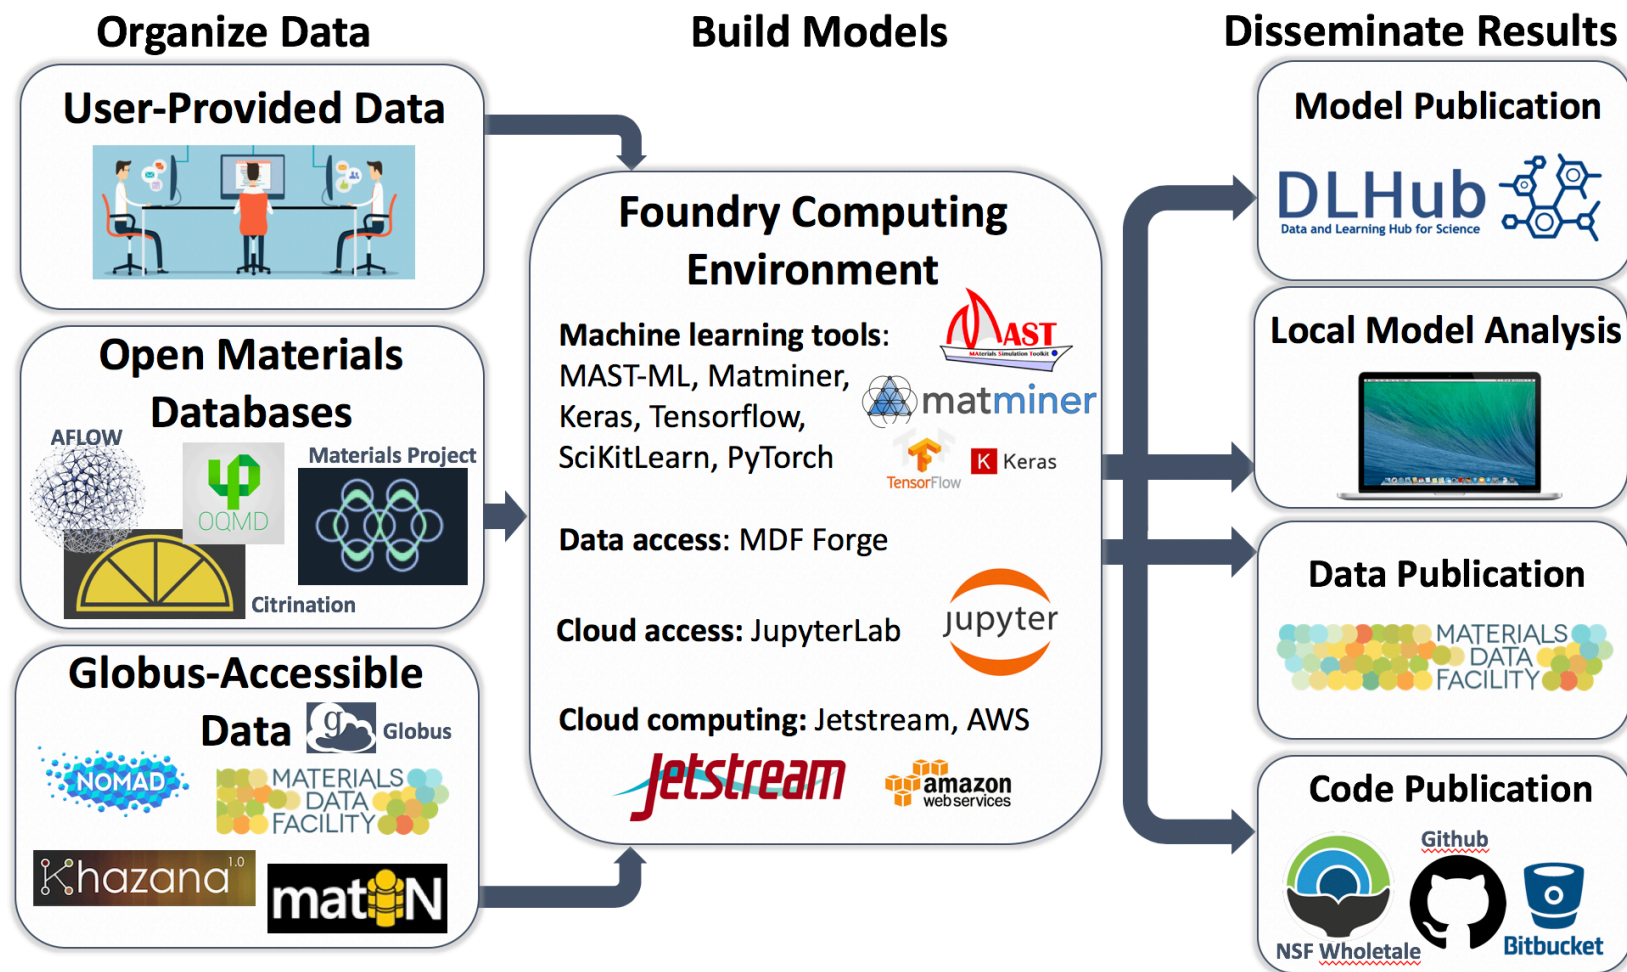 Organize Data
Build Models
Disseminate Results
User-Provided Data
Open Materials
Databases
AFLOW
OQMD
Materials Project
Citrination
Globus-Accessible
Data
g
Globus
NOMAD
MATERIALS
DATA
FACILITY
Khazana 1.0
matIN
Foundry Computing
Environment
Machine learning tools:
MAST-ML, Matminer,
Keras, Tensorflow,
SciKitLearn, PyTorch
MAST
MAterials Simulation Toolkit
matminer
TensorFlow
K Keras
Data access: MDF Forge
Cloud access: JupyterLab
jupyter
Cloud computing: Jetstream, AWS
Jetstream
amazon
web services
Model Publication
DLHub
Data and Learning Hub for Science
Local Model Analysis
Data Publication
MATERIALS
DATA
FACILITY
Code Publication
Github
NSF Wholetale
Bitbucket